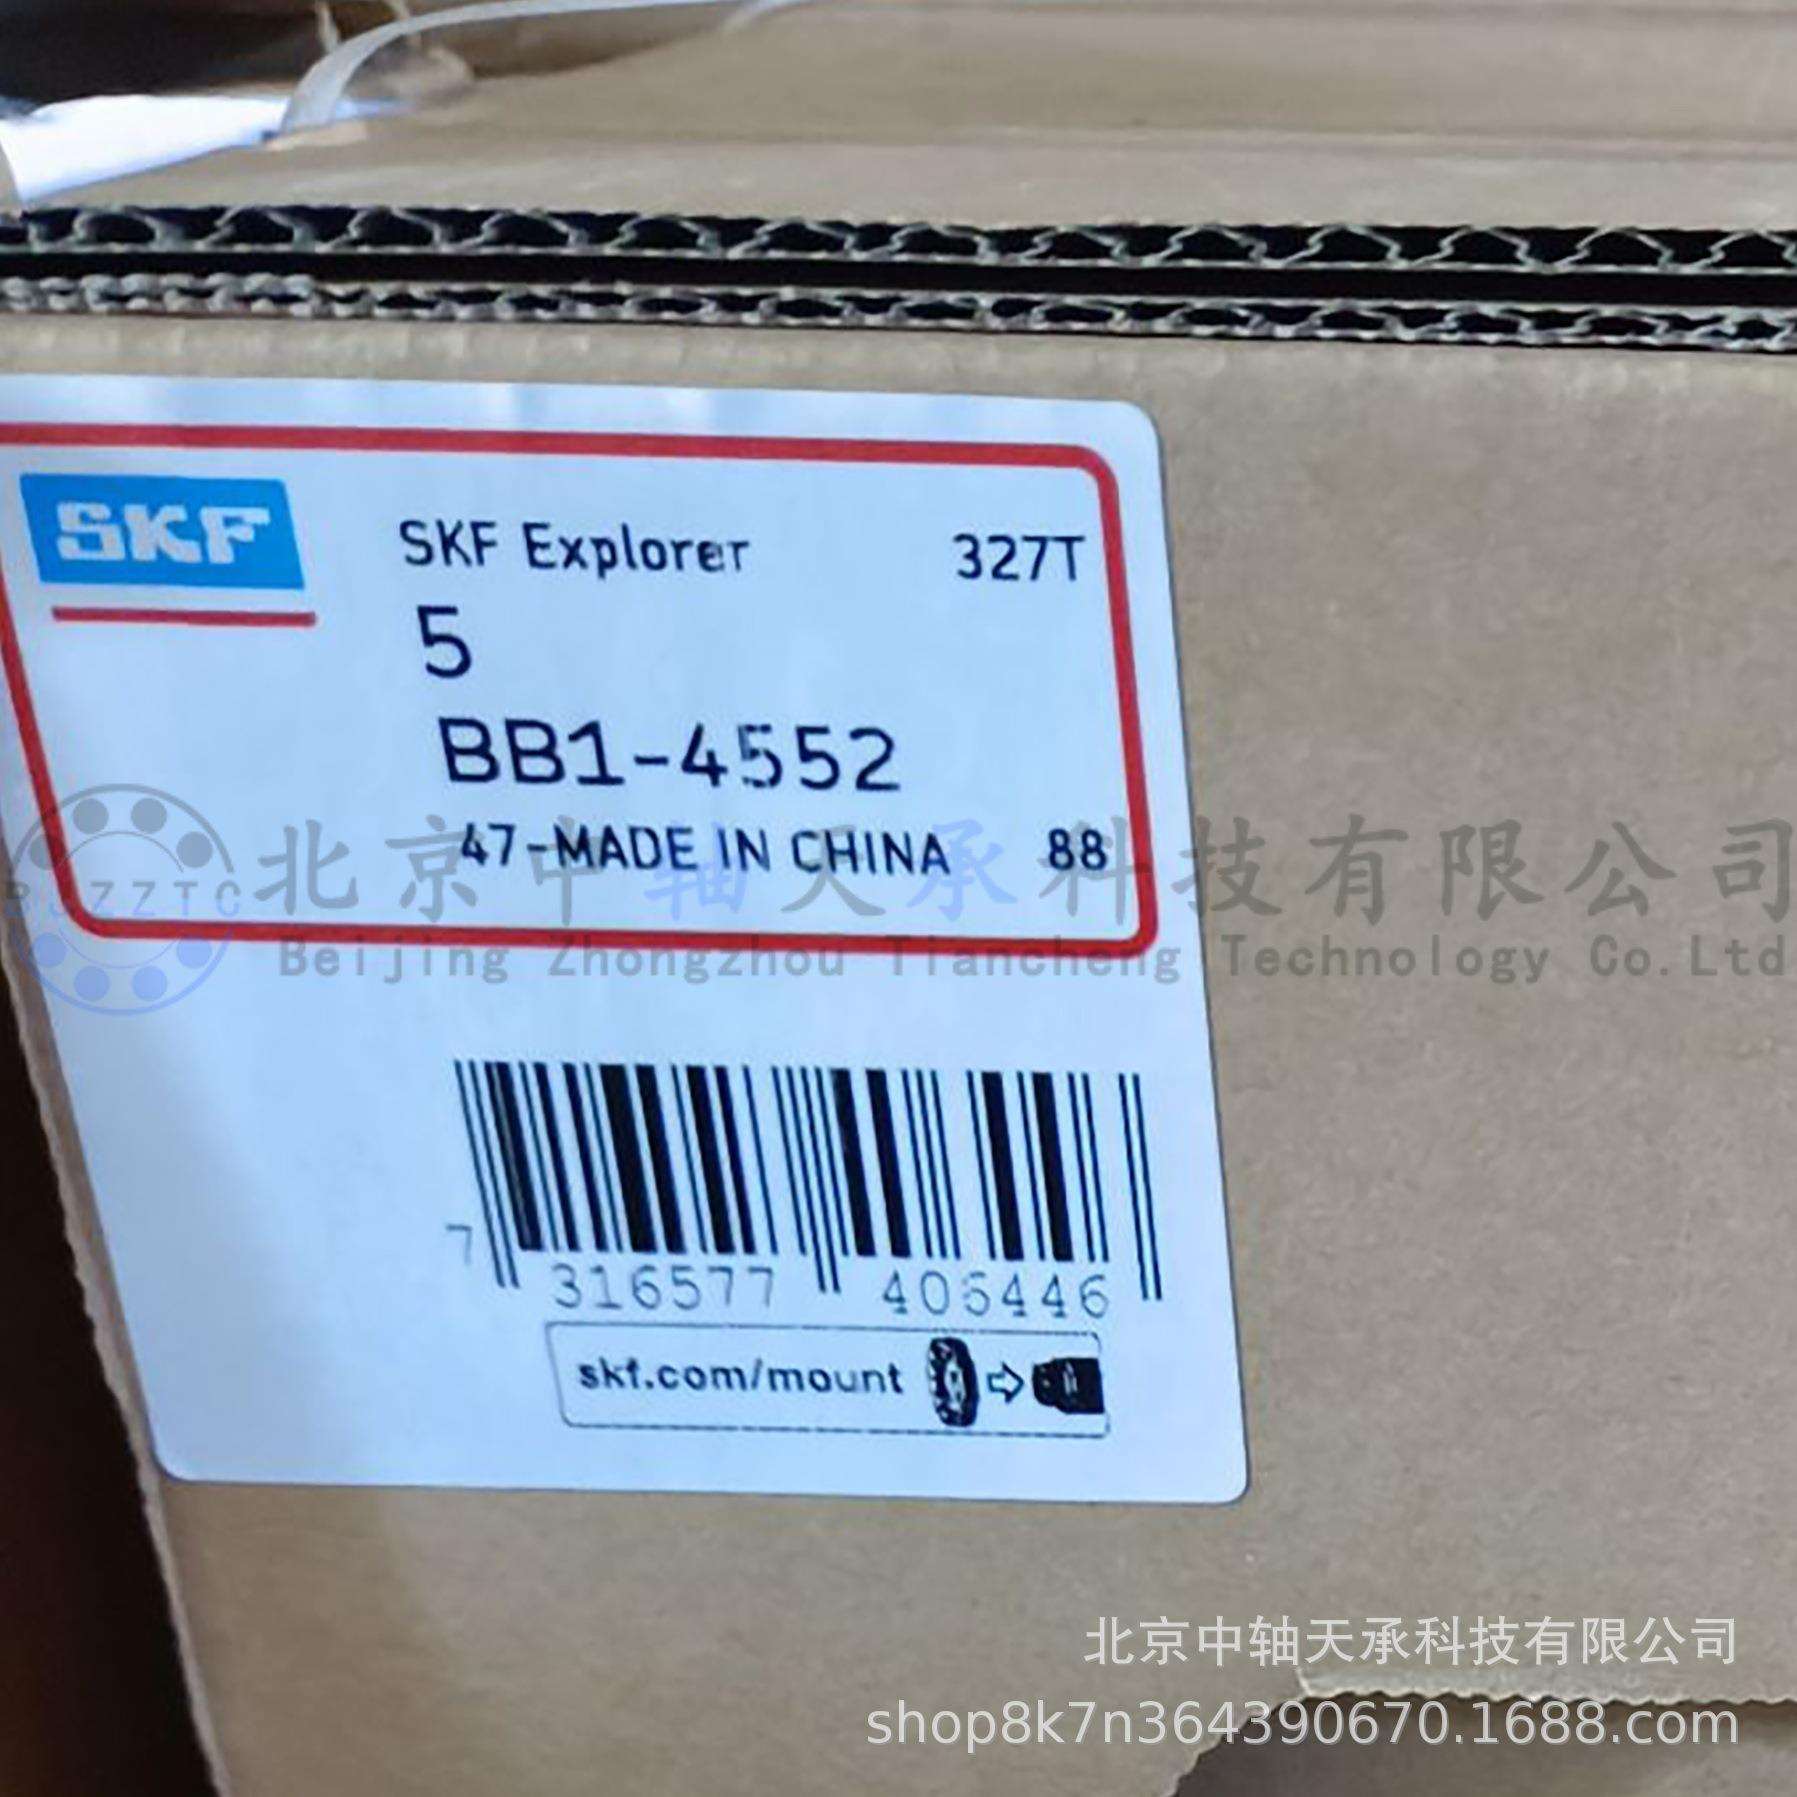 SKF
SKF Explorer 327T
5
BB1-4552
47-MADE IN CHINA 88
BJZZTC
北京中轴天承科技有限公司
Beijing Zhongzhou Tiancheng Technology Co.Ltd
7 316577 406446
skf.com/mount
北京中轴天承科技有限公司
shop8k7n364390670.1688.com